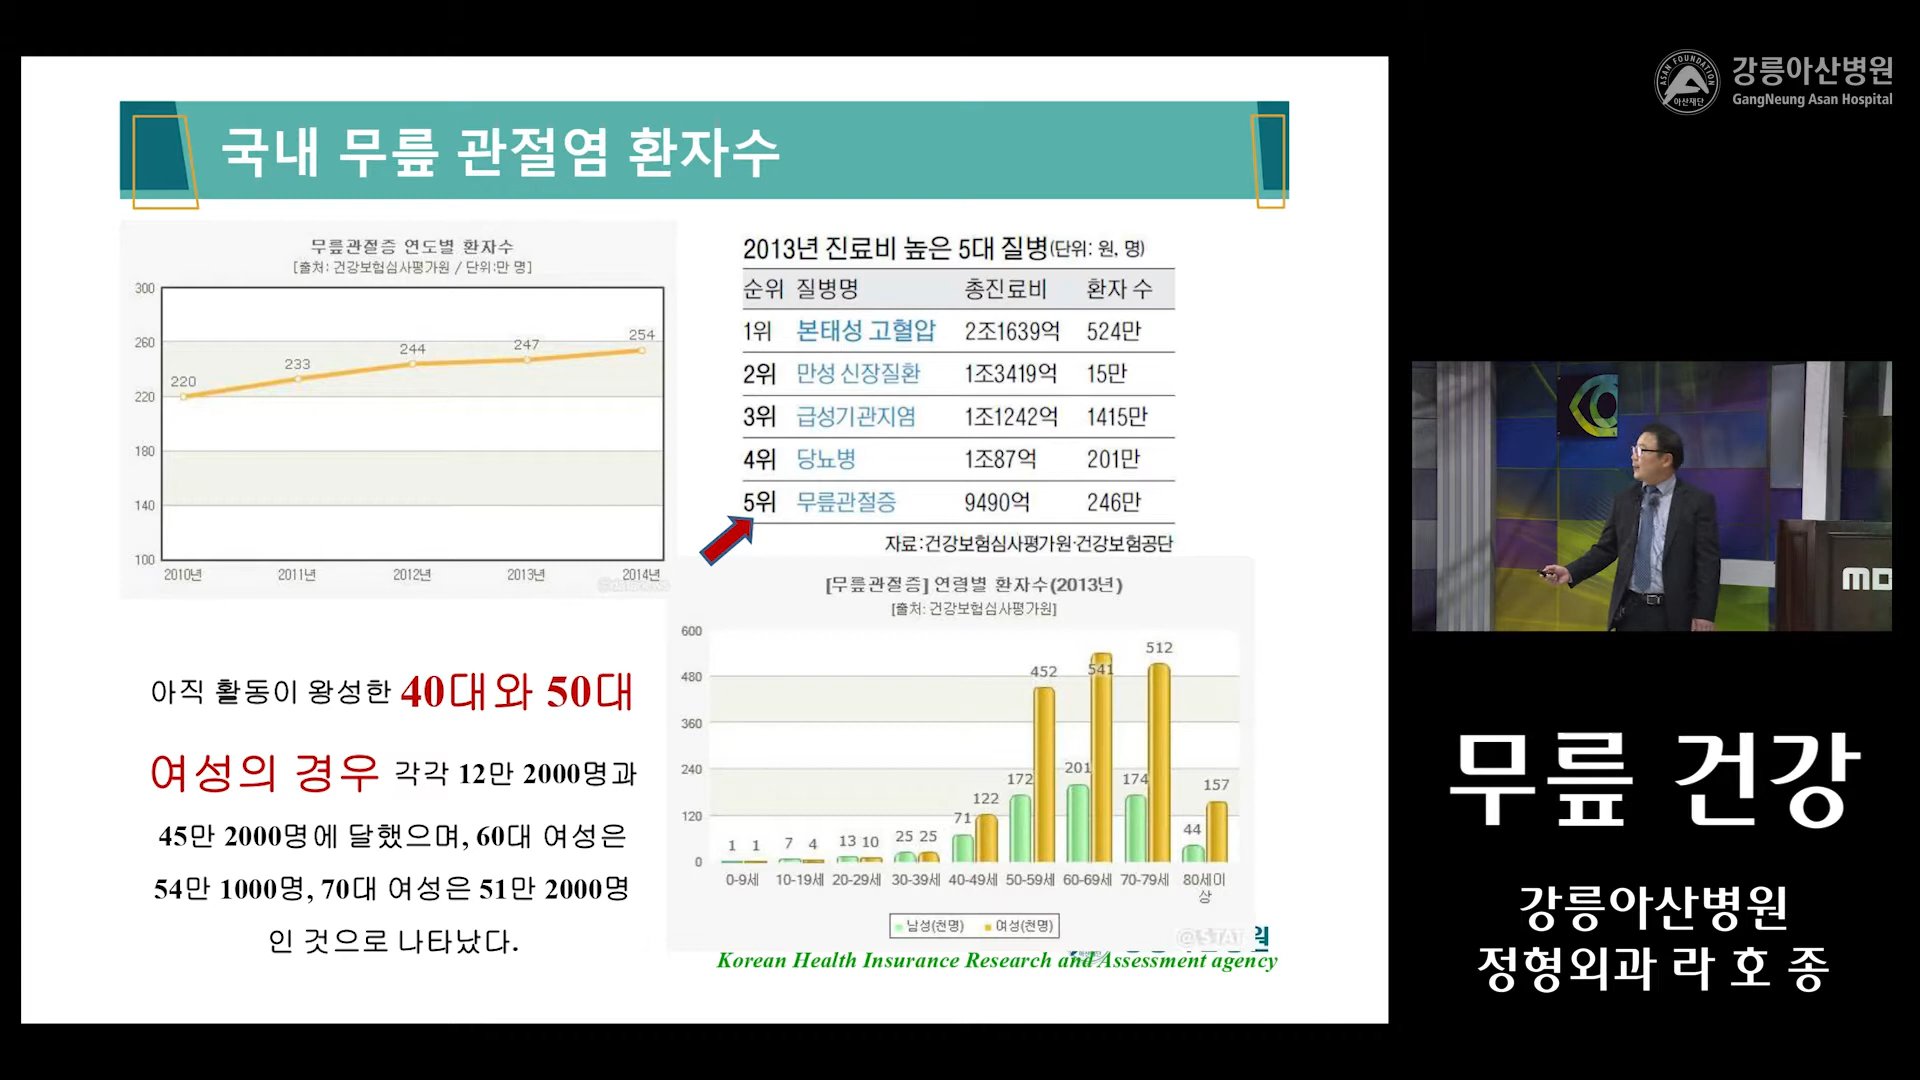 국내 무릎 관절염 환자수
무릎관절증 연도별 환자수
[출처: 건강보험심사평가원 / 단위:만 명]
300
260
220
180
140
100
220
233
244
247
254
2010년 2011년 2012년 2013년 2014년
아직 활동이 왕성한 40대와 50대
여성의 경우 각각 12만 2000명과
45만 2000명에 달했으며, 60대 여성은
54만 1000명, 70대 여성은 51만 2000명
인 것으로 나타났다.
2013년 진료비 높은 5대 질병(단위: 원, 명)
순위 질병명 총진료비 환자 수
1위 본태성 고혈압 2조1639억 524만
2위 만성 신장질환 1조3419억 15만
3위 급성기관지염 1조1242억 1415만
4위 당뇨병 1조87억 201만
5위 무릎관절증 9490억 246만
자료:건강보험심사평가원·건강보험공단
[무릎관절증] 연령별 환자수(2013년)
[출처: 건강보험심사평가원]
600
480
360
240
120
0
1 1 7 4 13 10 25 25 71 122 172 452 201 541 174 512 44 157
0-9세 10-19세 20-29세 30-39세 40-49세 50-59세 60-69세 70-79세 80세이
상
남성(천명) 여성(천명)
@STAT
원
Korean Health Insurance Research and Assessment agency
ASAN FOUNDATION
아산재단
강릉아산병원
GangNeung Asan Hospital
무릎 건강
강릉아산병원
정형외과 라 호 종